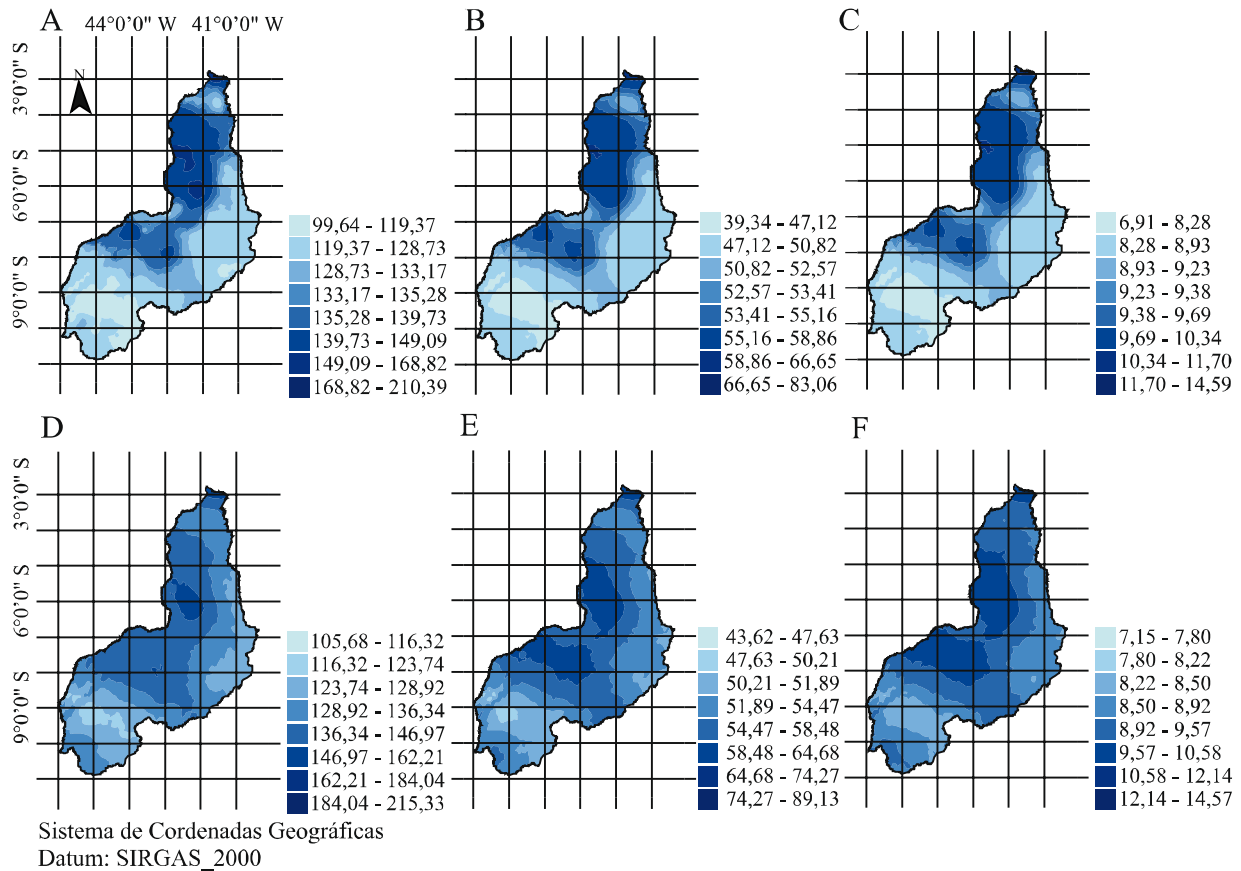 A
44°0'0" W 41°0'0" W
B
C
N
3°0'0" S
6°0'0" S
9°0'0" S
99,64 - 119,37
119,37 - 128,73
128,73 - 133,17
133,17 - 135,28
135,28 - 139,73
139,73 - 149,09
149,09 - 168,82
168,82 - 210,39
39,34 - 47,12
47,12 - 50,82
50,82 - 52,57
52,57 - 53,41
53,41 - 55,16
55,16 - 58,86
58,86 - 66,65
66,65 - 83,06
6,91 - 8,28
8,28 - 8,93
8,93 - 9,23
9,23 - 9,38
9,38 - 9,69
9,69 - 10,34
10,34 - 11,70
11,70 - 14,59
D
E
F
3°0'0" S
6°0'0" S
9°0'0" S
105,68 - 116,32
116,32 - 123,74
123,74 - 128,92
128,92 - 136,34
136,34 - 146,97
146,97 - 162,21
162,21 - 184,04
184,04 - 215,33
43,62 - 47,63
47,63 - 50,21
50,21 - 51,89
51,89 - 54,47
54,47 - 58,48
58,48 - 64,68
64,68 - 74,27
74,27 - 89,13
7,15 - 7,80
7,80 - 8,22
8,22 - 8,50
8,50 - 8,92
8,92 - 9,57
9,57 - 10,58
10,58 - 12,14
12,14 - 14,57
Sistema de Cordenadas Geográficas
Datum: SIRGAS_2000